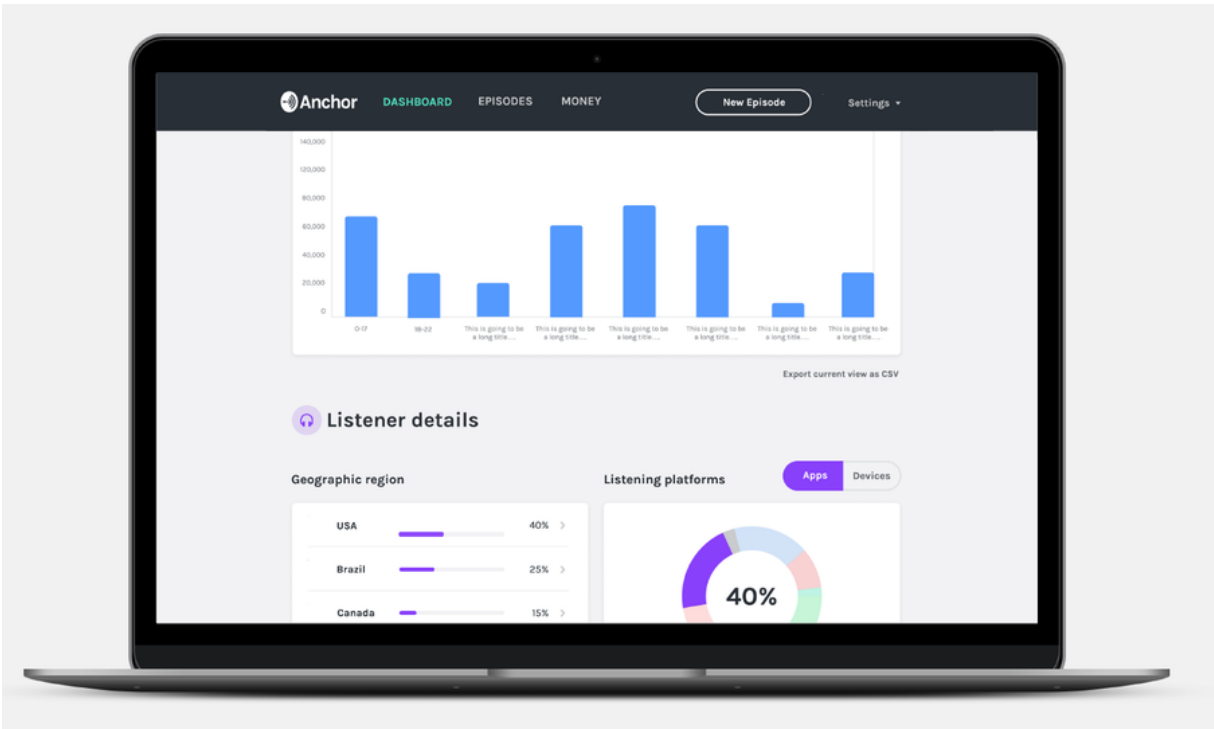 Anchor
DASHBOARD
EPISODES
MONEY
New Episode
Settings
140,000
120,000
80,000
60,000
40,000
20,000
0
0-17
18-22
This is going to be
a long title....
This is going to be
a long title....
This is going to be
a long title....
This is going to be
a long title....
This is going to be
a long title....
This is going to be
a long title....
Export current view as CSV
Listener details
Geographic region
Listening platforms
Apps
Devices
USA
40%
Brazil
25%
Canada
15%
40%